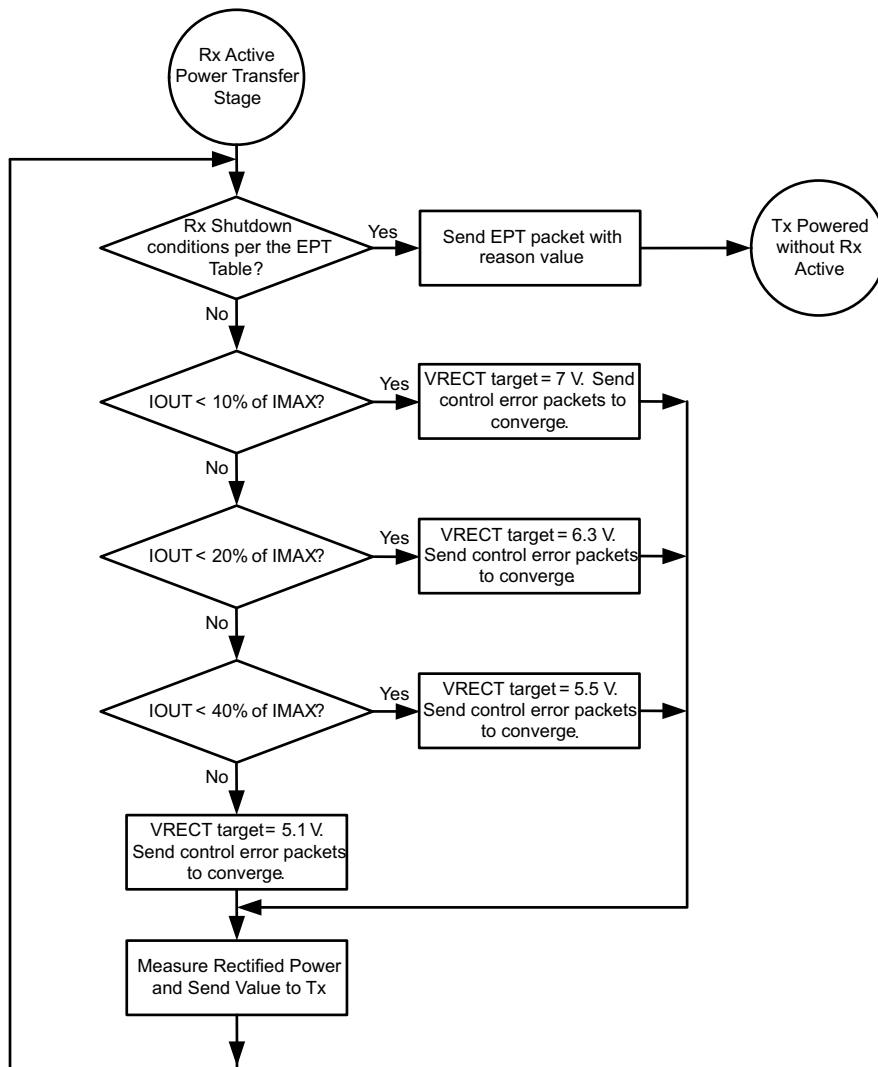 Rx Active
Power Transfer
Stage
Rx Shutdown
conditions per the EPT
Table?
Yes
Send EPT packet with
reason value
Tx Powered
without Rx
Active
No
IOUT < 10% of IMAX?
Yes
VRECT target = 7 V. Send
control error packets to
converge.
No
IOUT < 20% of IMAX?
Yes
VRECT target = 6.3 V.
Send control error packets
to converge.
No
IOUT < 40% of IMAX?
Yes
VRECT target = 5.5 V.
Send control error packets
to converge.
No
VRECT target = 5.1 V.
Send control error packets
to converge.
Measure Rectified Power
and Send Value to Tx